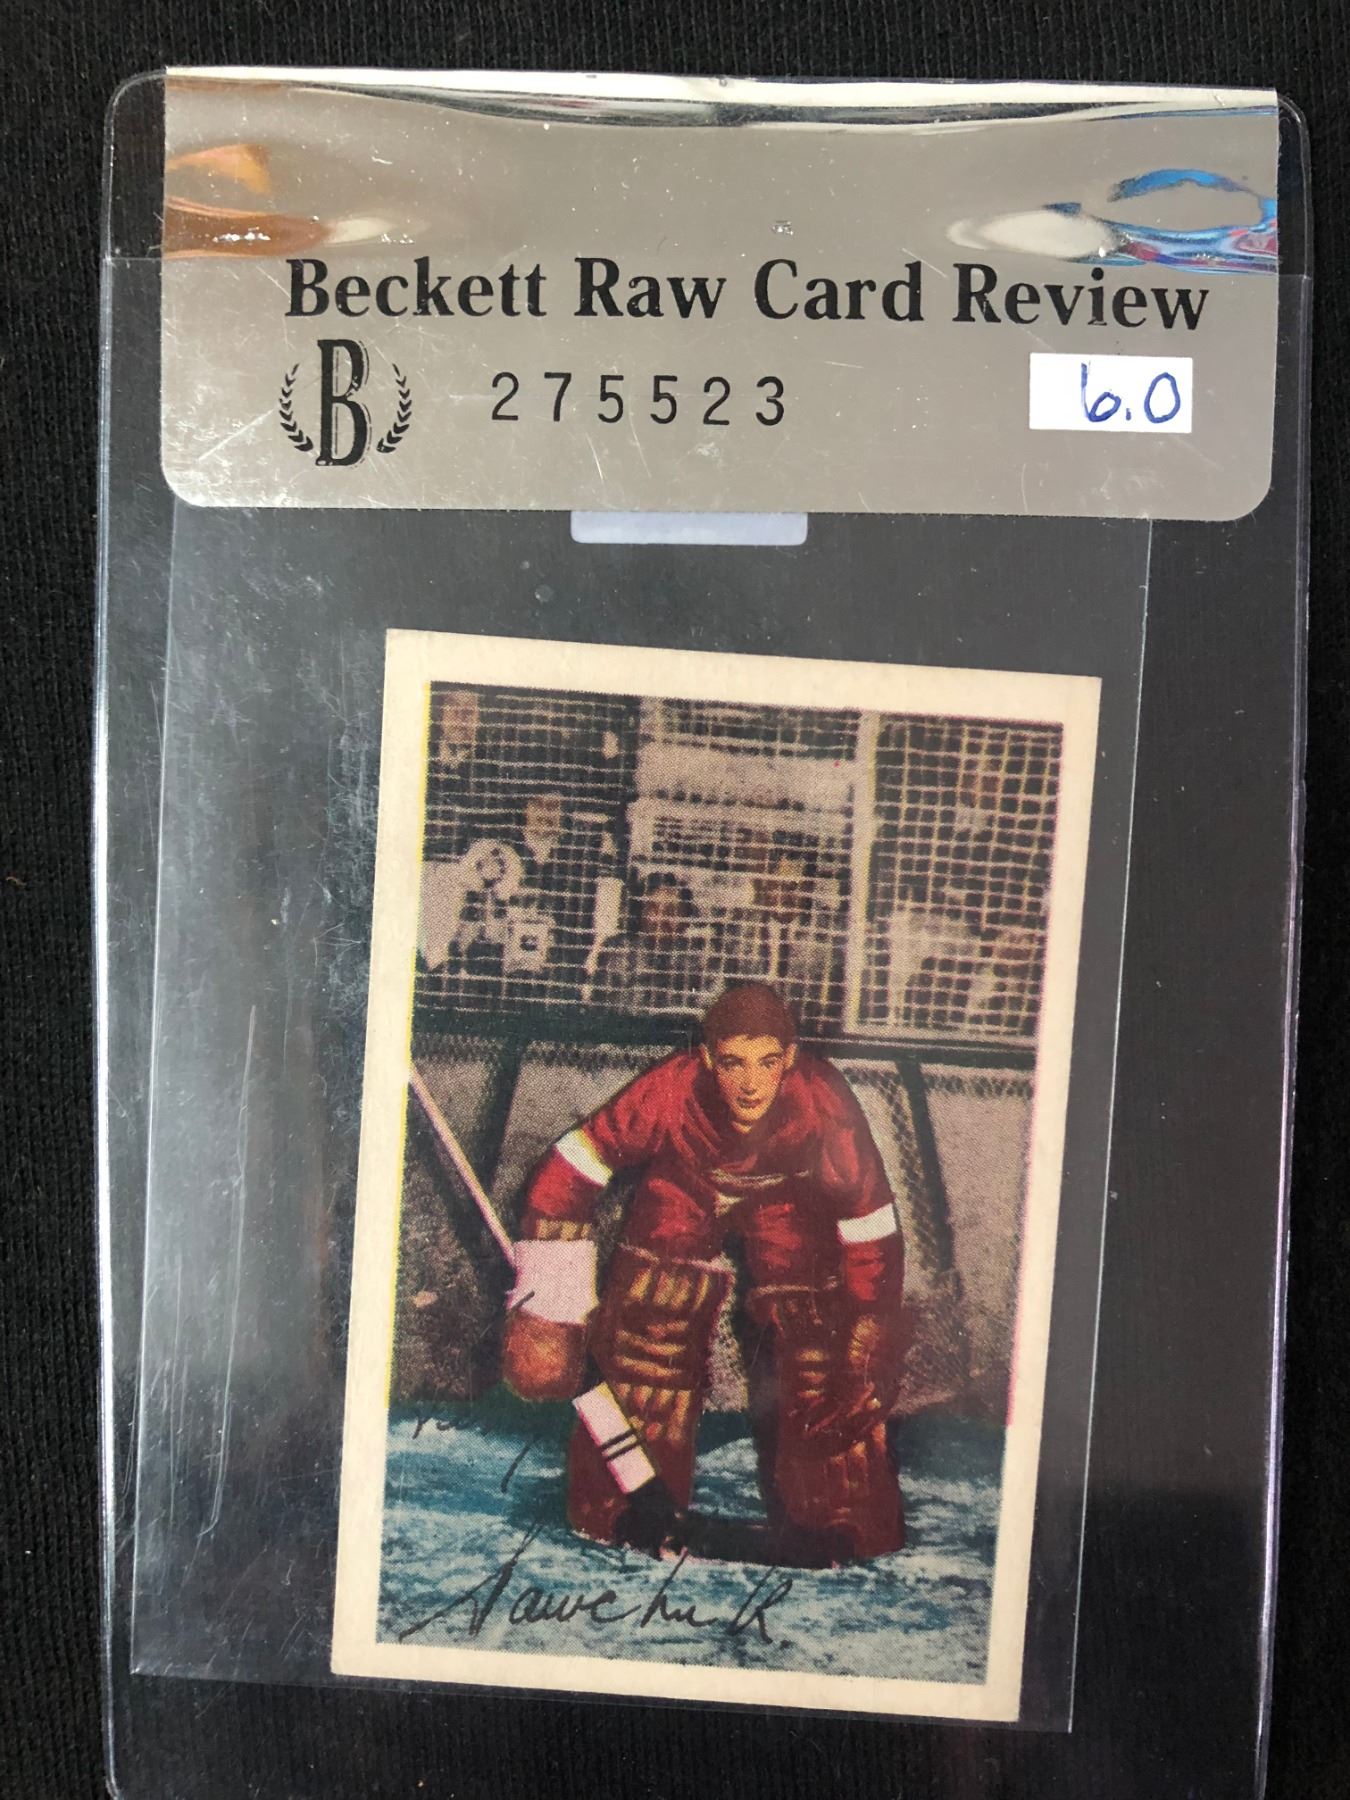 Beckett Raw Card Review
B 275523 6.0
Sawchuk.